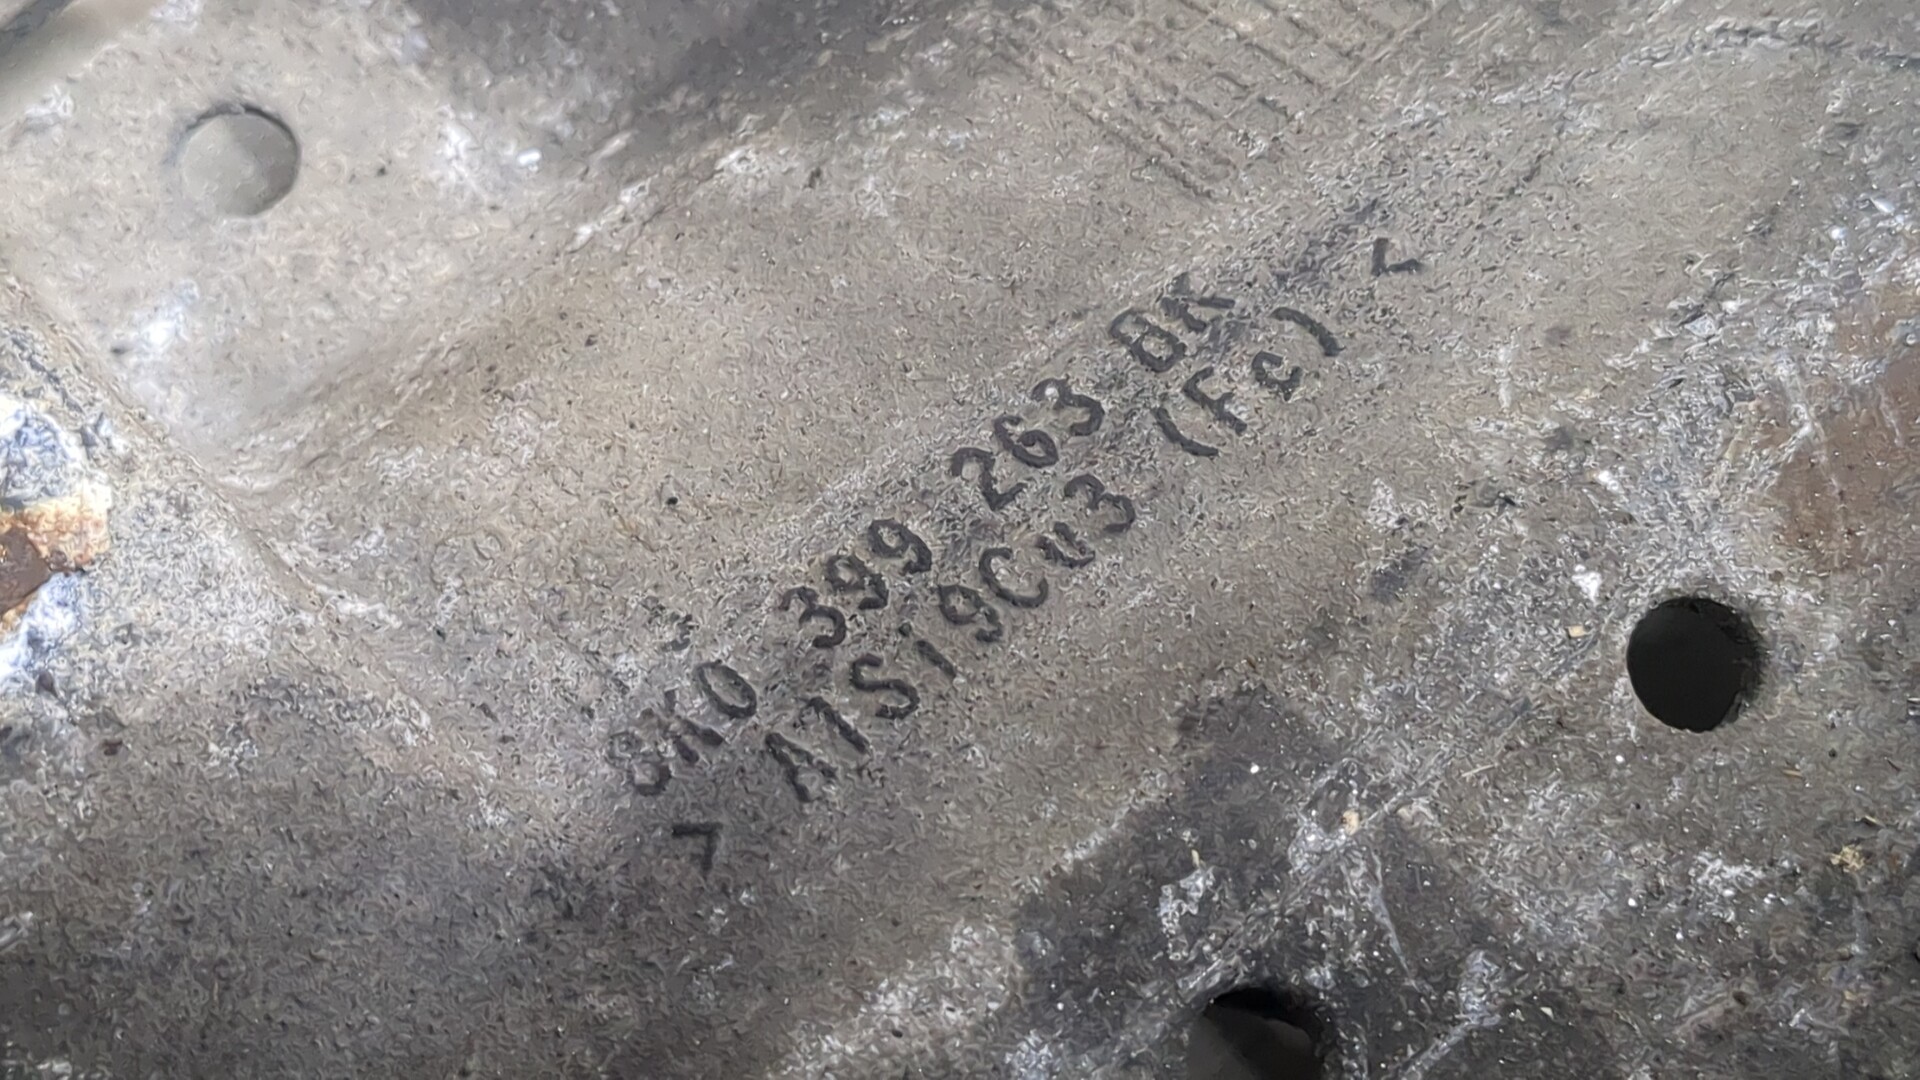 8K0 399 263 BK
> AlSi9Cu3 (Fe) <